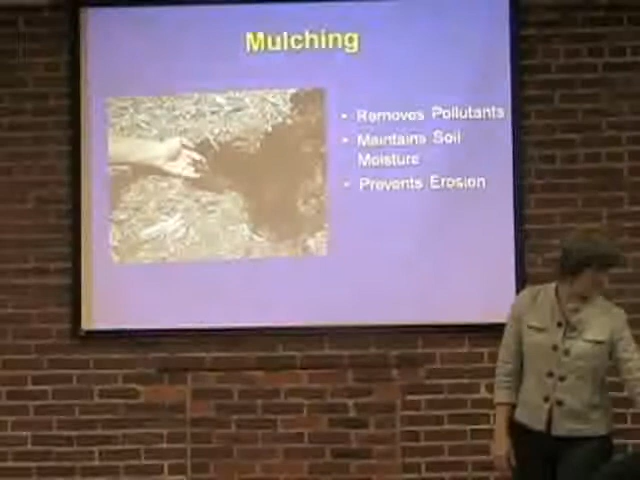 Mulching
• Removes Pollutants
• Maintains Soil
Moisture
• Prevents Erosion